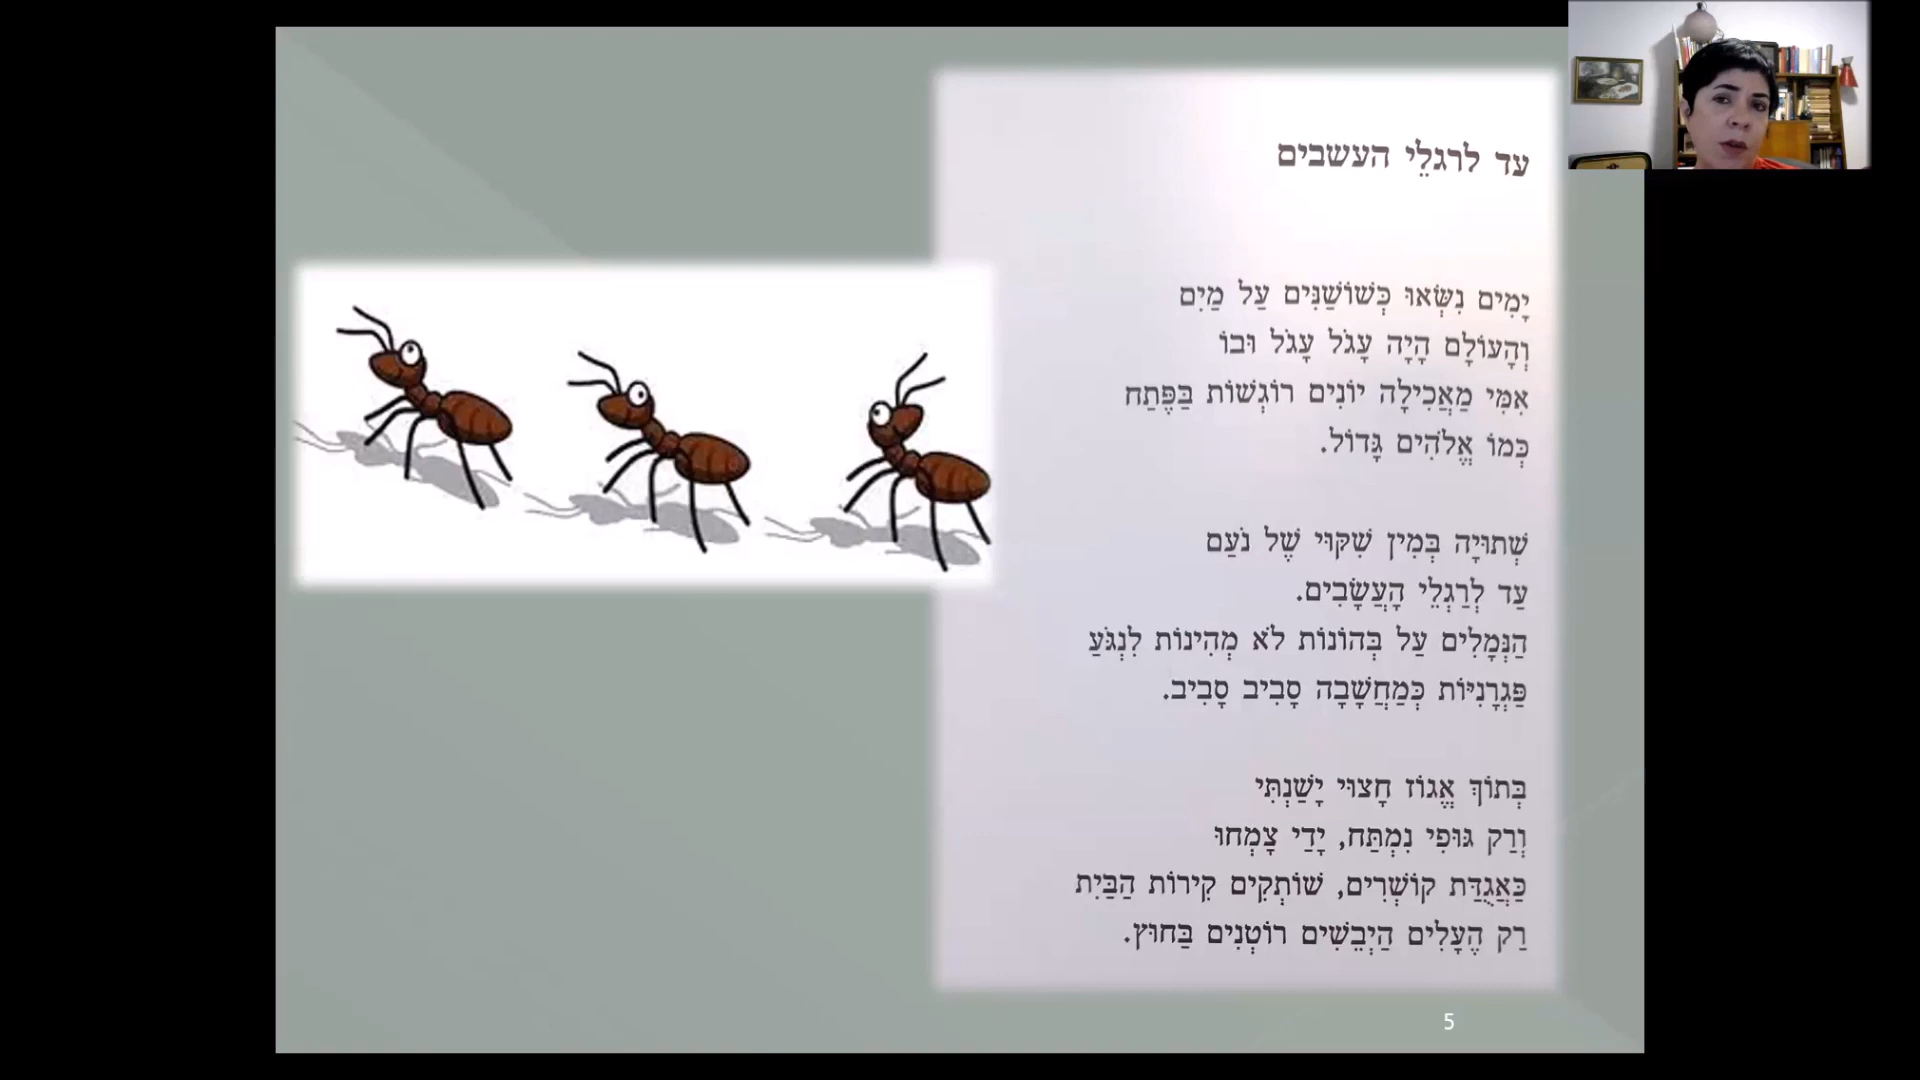 עד לרגלֵי העשבים
יָמִים נִשְּׂאוּ כְּשׁוֹשַׁנִּים עַל מַיִם
וְהָעוֹלָם הָיָה עָגֹל עָגֹל וּבוֹ
אִמִּי מַאֲכִילָה יוֹנִים רוֹגְשׁוֹת בַּפֶּתַח
כְּמוֹ אֱלֹהִים גָּדוֹל.
שְׁתוּיָה בְּמִין שִׁקּוּי שֶׁל נֹעַם
עַד לְרַגְלֵי הָעֲשָׂבִים.
הַנְּמָלִים עַל בְּהוֹנוֹת לֹא מְהִינוֹת לִנְגֹּעַ
פַּגְרָנִיּוֹת כְּמַחֲשָׁבָה סָבִיב סָבִיב.
בְּתוֹךְ אֱגוֹז חָצוּי יָשַׁנְתִּי
וְרַק גּוּפִי נִמְתַּח, יָדַי צָמְחוּ
כַּאֲגֻדַּת קוֹשְׁרִים, שׁוֹתְקִים קִירוֹת הַבַּיִת
רַק הֶעָלִים הַיְבֵשִׁים רוֹטְנִים בַּחוּץ.
5